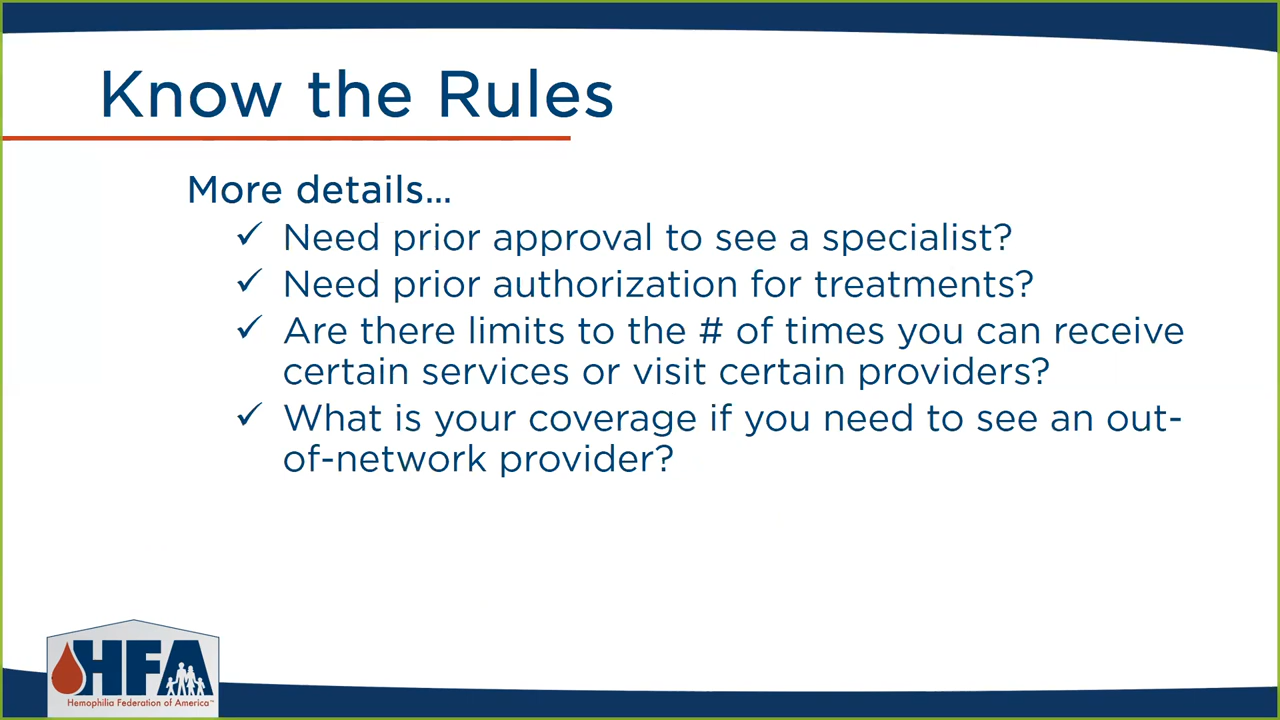 Know the Rules
More details...
✓ Need prior approval to see a specialist?
✓ Need prior authorization for treatments?
✓ Are there limits to the # of times you can receive
certain services or visit certain providers?
✓ What is your coverage if you need to see an out-
of-network provider?
HFA
Hemophilia Federation of America™